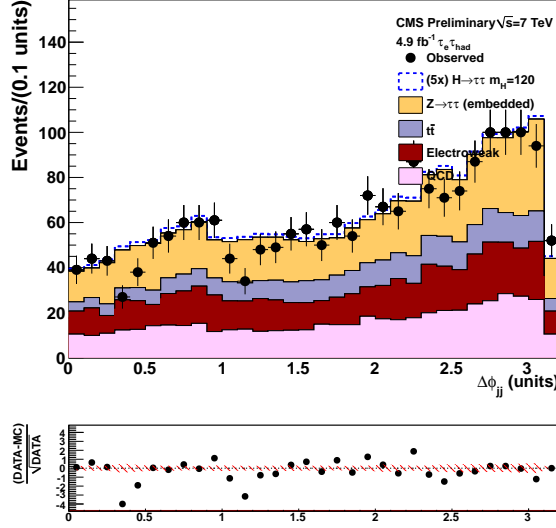 CMS Preliminary √s=7 TeV
4.9 fb⁻¹ τₑτ_had
Observed
(5x) H→ττ m_H=120
Z→ττ (embedded)
tt̄
Electroweak
QCD
Events/(0.1 units)
140
120
100
80
60
40
20
0
0 0.5 1 1.5 2 2.5 3
Δϕ_jj (units)
(DATA-MC)
√DATA
4
3
2
1
0
-1
-2
-3
-4
0 0.5 1 1.5 2 2.5 3